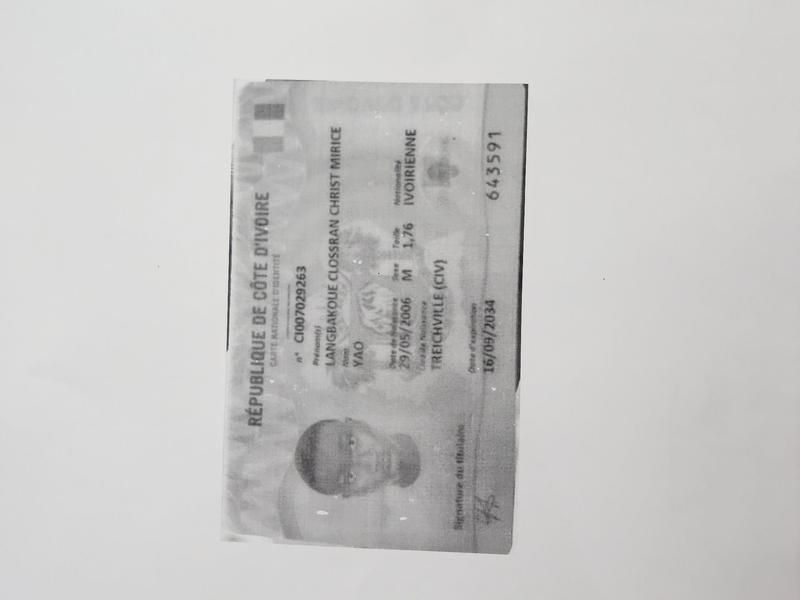 RÉPUBLIQUE DE CÔTE D'IVOIRE
CARTE NATIONALE D'IDENTITÉ
n° CI007029263
Prénom(s)
LANGBAKOUE CLOSSRAN CHRIST MIRICE
Nom
YAO
Date de Naissance Sexe Taille Nationalité
29/05/2006 M 1,76 IVOIRIENNE
Lieu de Naissance
TREICHVILLE (CIV)
Date d'expiration
16/09/2034
643591
Signature du titulaire